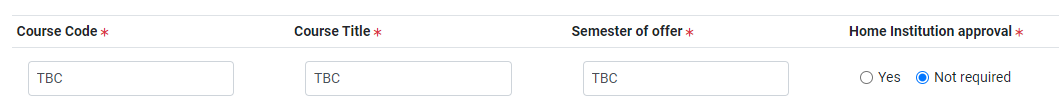 Course Code * Course Title * Semester of offer * Home Institution approval *
TBC TBC TBC Yes Not required